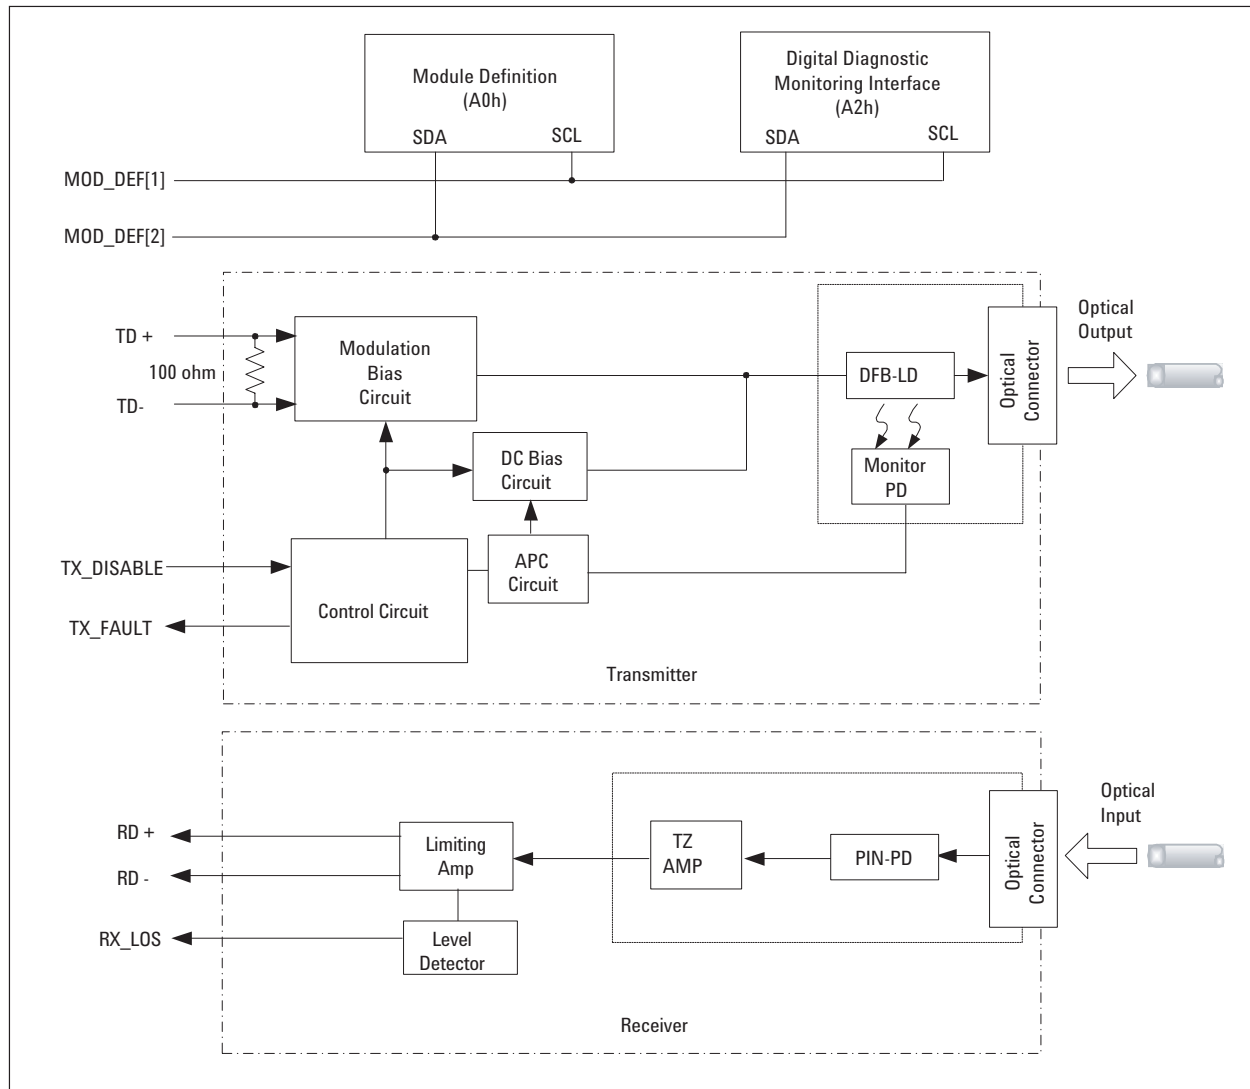 Module Definition
(A0h)
SDA
SCL
Digital Diagnostic
Monitoring Interface
(A2h)
SDA
SCL
MOD_DEF[1]
MOD_DEF[2]
TD +
100 ohm
TD-
Modulation
Bias
Circuit
DC Bias
Circuit
DFB-LD
Monitor
PD
Optical
Connector
Optical
Output
TX_DISABLE
TX_FAULT
Control Circuit
APC
Circuit
Transmitter
RD +
RD -
RX_LOS
Limiting
Amp
Level
Detector
TZ
AMP
PIN-PD
Optical
Connector
Optical
Input
Receiver